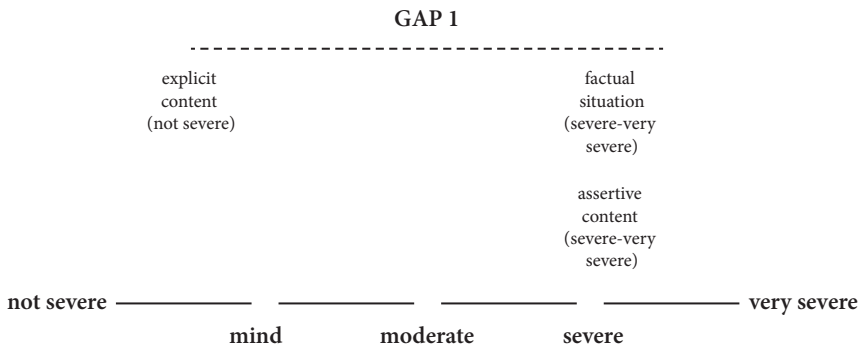 GAP 1
explicit
content
(not severe)
factual
situation
(severe-very
severe)
assertive
content
(severe-very
severe)
not severe
very severe
mind
moderate
severe